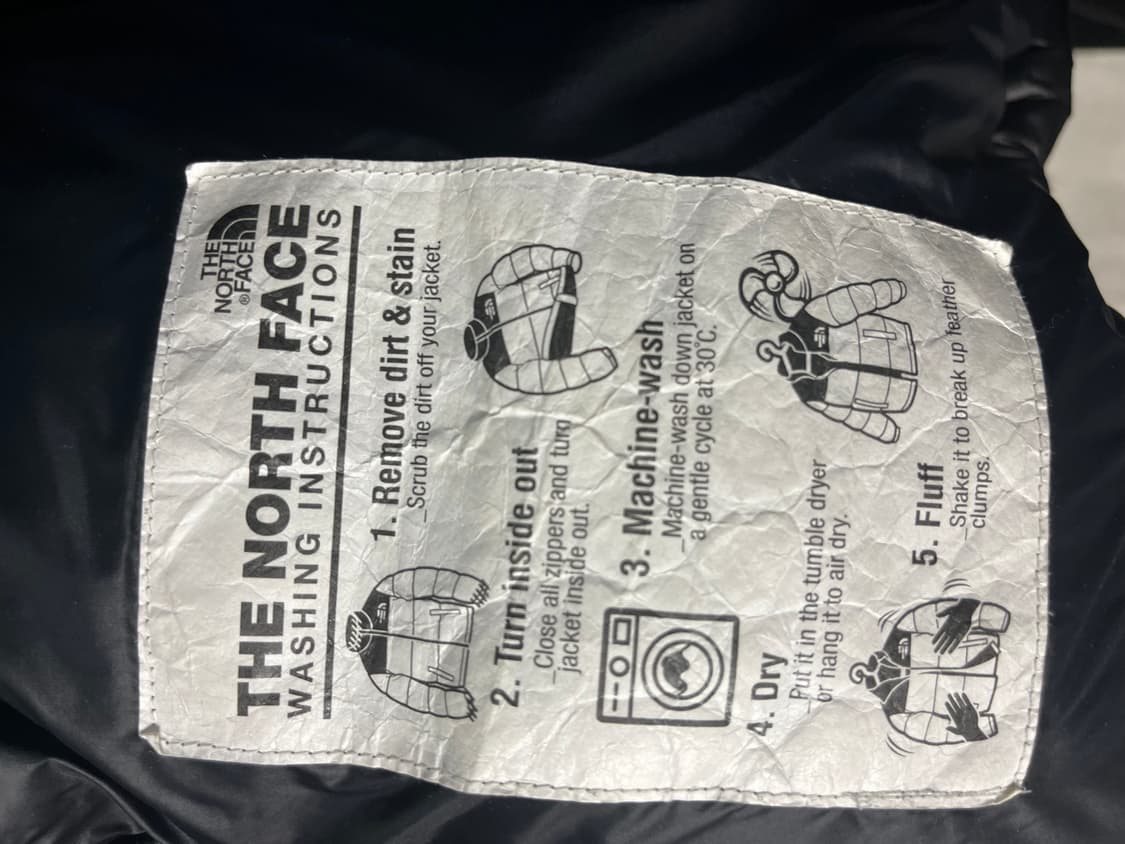 THE
NORTH
FACE
®
THE NORTH FACE
WASHING INSTRUCTIONS
1. Remove dirt & stain
_Scrub the dirt off your jacket.
2. Turn inside out
_Close all zippers and turn
jacket inside out.
3. Machine-wash
_Machine-wash down jacket on
a gentle cycle at 30°C.
4. Dry
_Put it in the tumble dryer
or hang it to air dry.
5. Fluff
_Shake it to break up feather
clumps.